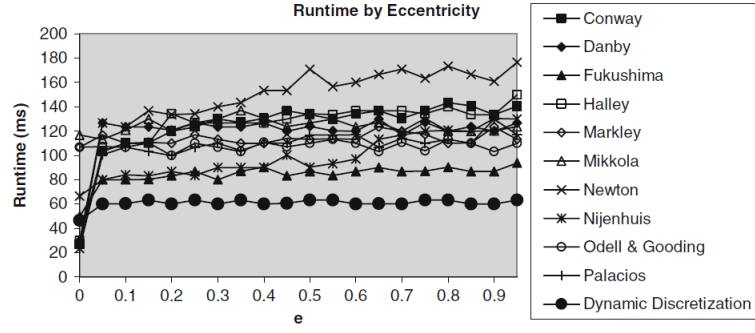 Runtime by Eccentricity
Runtime (ms)
200
180
160
140
120
100
80
60
40
20
0
0
0.1
0.2
0.3
0.4
0.5
0.6
0.7
0.8
0.9
e
Conway
Danby
Fukushima
Halley
Markley
Mikkola
Newton
Nijenhuis
Odell & Gooding
Palacios
Dynamic Discretization